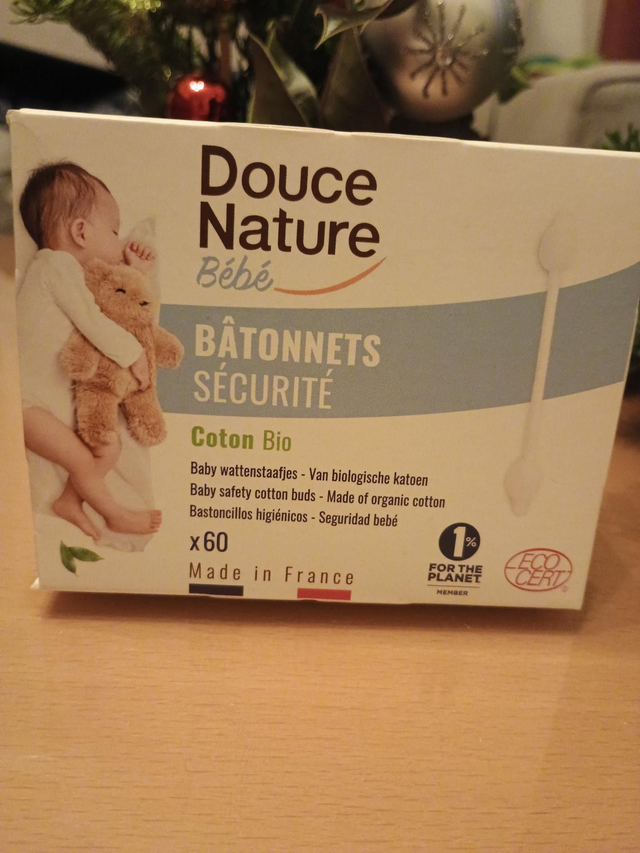 Douce
Nature
Bébé
BÂTONNETS
SÉCURITÉ
Coton Bio
Baby wattenstaafjes - Van biologische katoen
Baby safety cotton buds - Made of organic cotton
Bastoncillos higiénicos - Seguridad bebé
x60
Made in France
1%
FOR THE
PLANET.
MEMBER
ECO
CERT